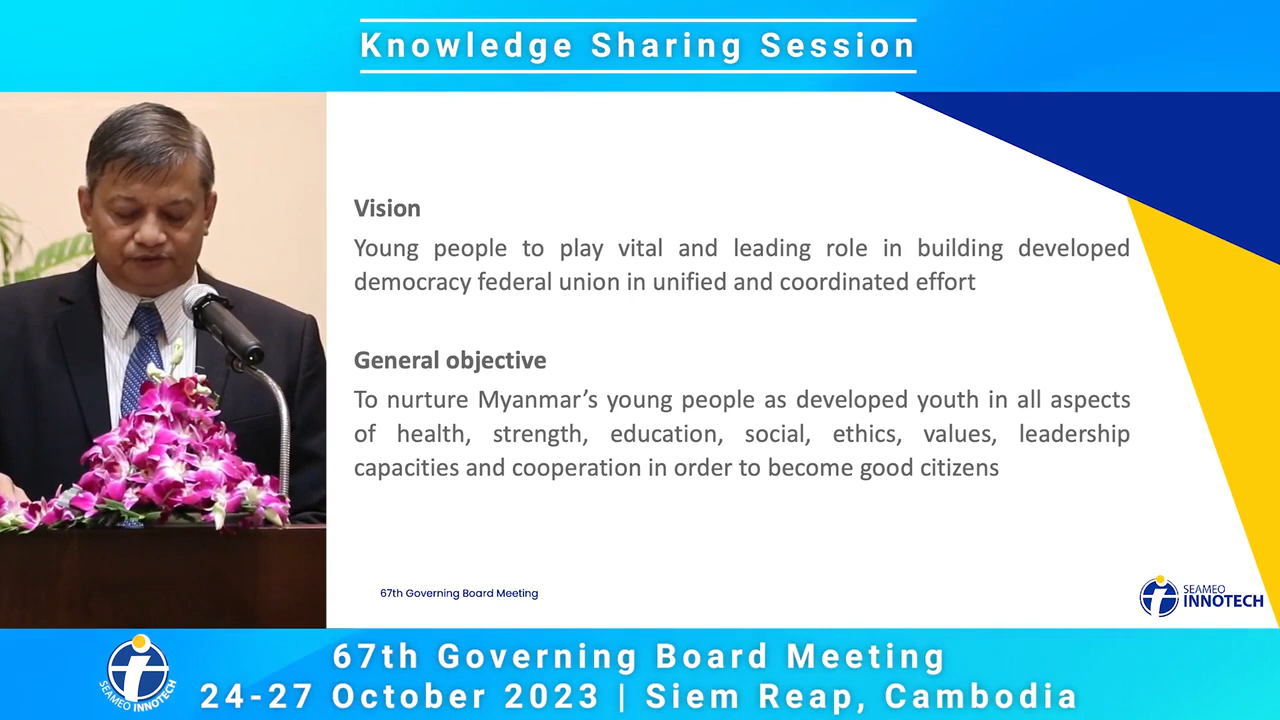 Knowledge Sharing Session
Vision
Young people to play vital and leading role in building developed
democracy federal union in unified and coordinated effort
General objective
To nurture Myanmar’s young people as developed youth in all aspects
of health, strength, education, social, ethics, values, leadership
capacities and cooperation in order to become good citizens
67th Governing Board Meeting
SEAMEO
INNOTECH
SEAMEO INNOTECH
67th Governing Board Meeting
24-27 October 2023 | Siem Reap, Cambodia